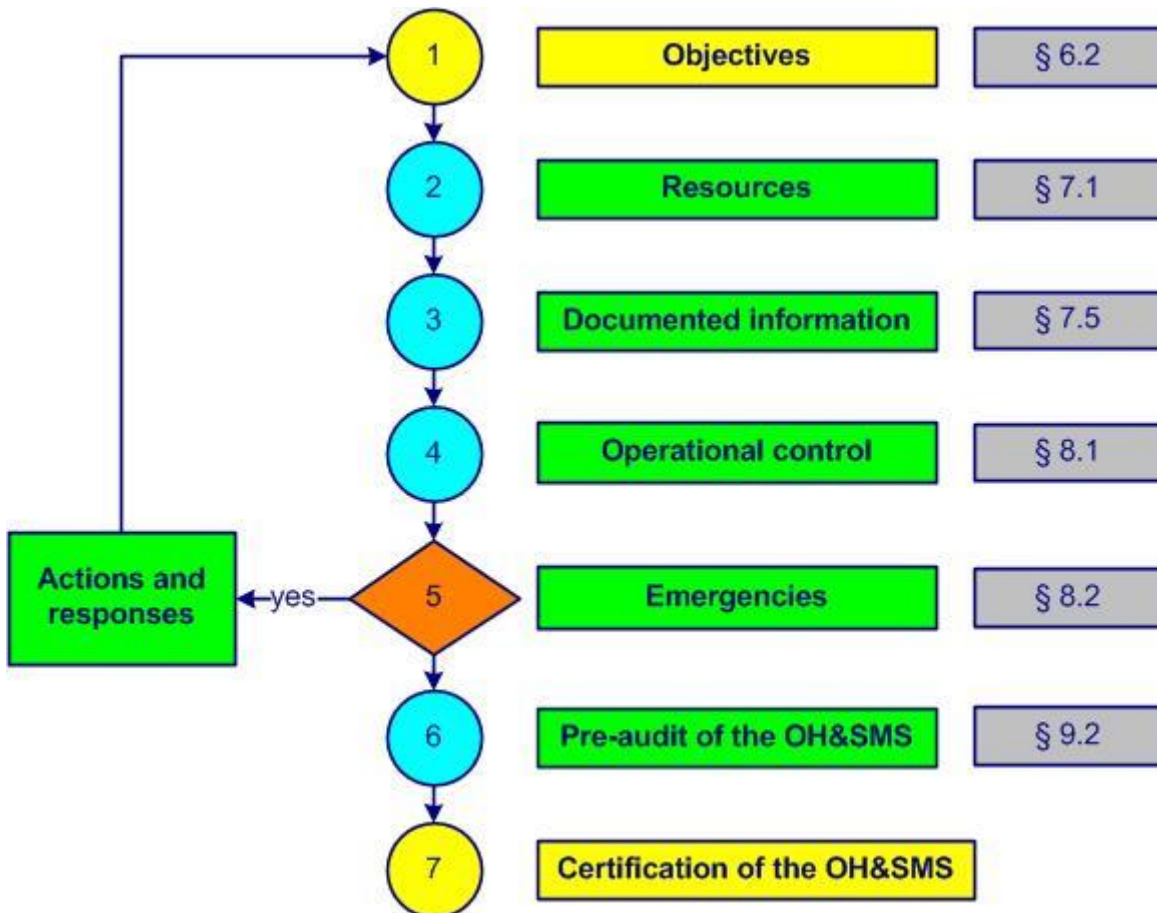 1
Objectives
§ 6.2
2
Resources
§ 7.1
3
Documented information
§ 7.5
4
Operational control
§ 8.1
Actions and
responses
yes
5
Emergencies
§ 8.2
6
Pre-audit of the OH&SMS
§ 9.2
7
Certification of the OH&SMS